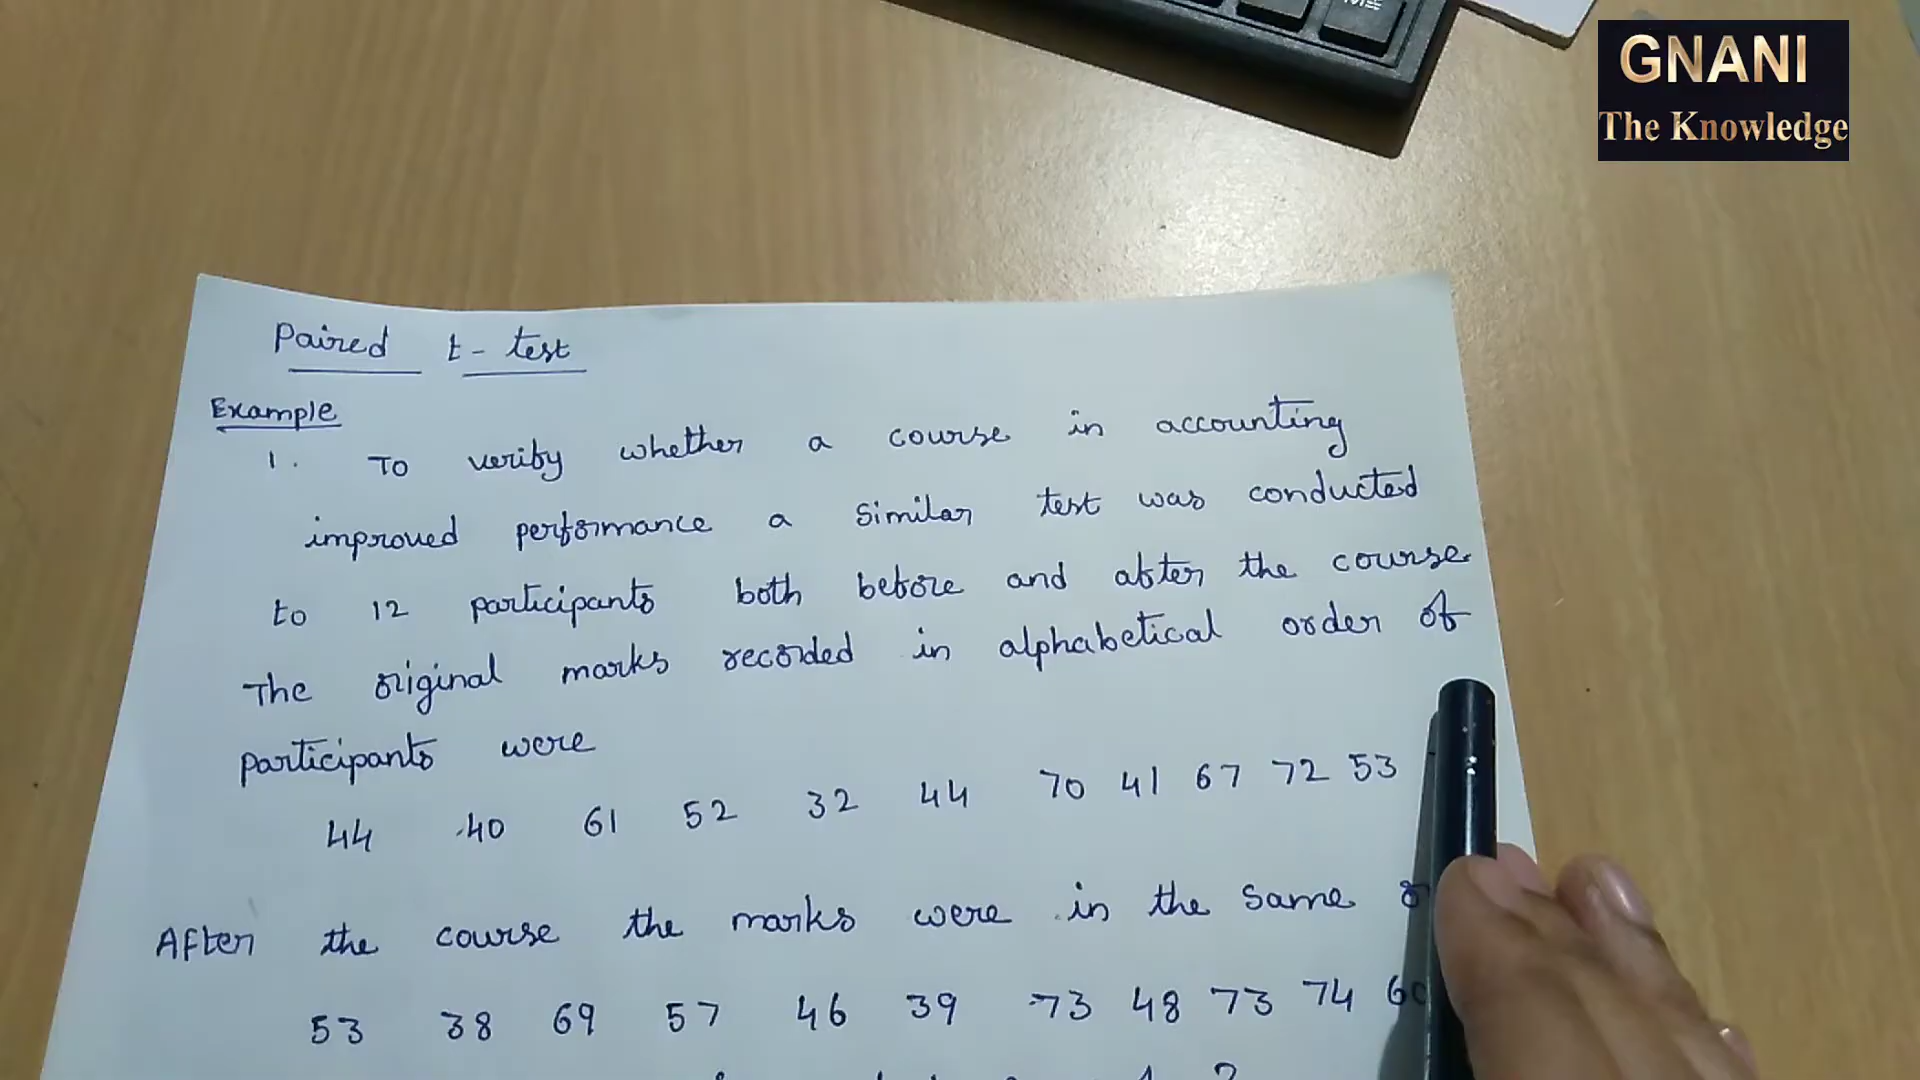 GNANI
The Knowledge
Paired t-test
Example
1. To verify whether a course in accounting
improved performance a similar test was conducted
to 12 participants both before and after the course.
The original marks recorded in alphabetical order of
participants were
44 40 61 52 32 44 70 41 67 72 53
After the course the marks were in the same
53 38 69 57 46 39 73 48 73 74 60